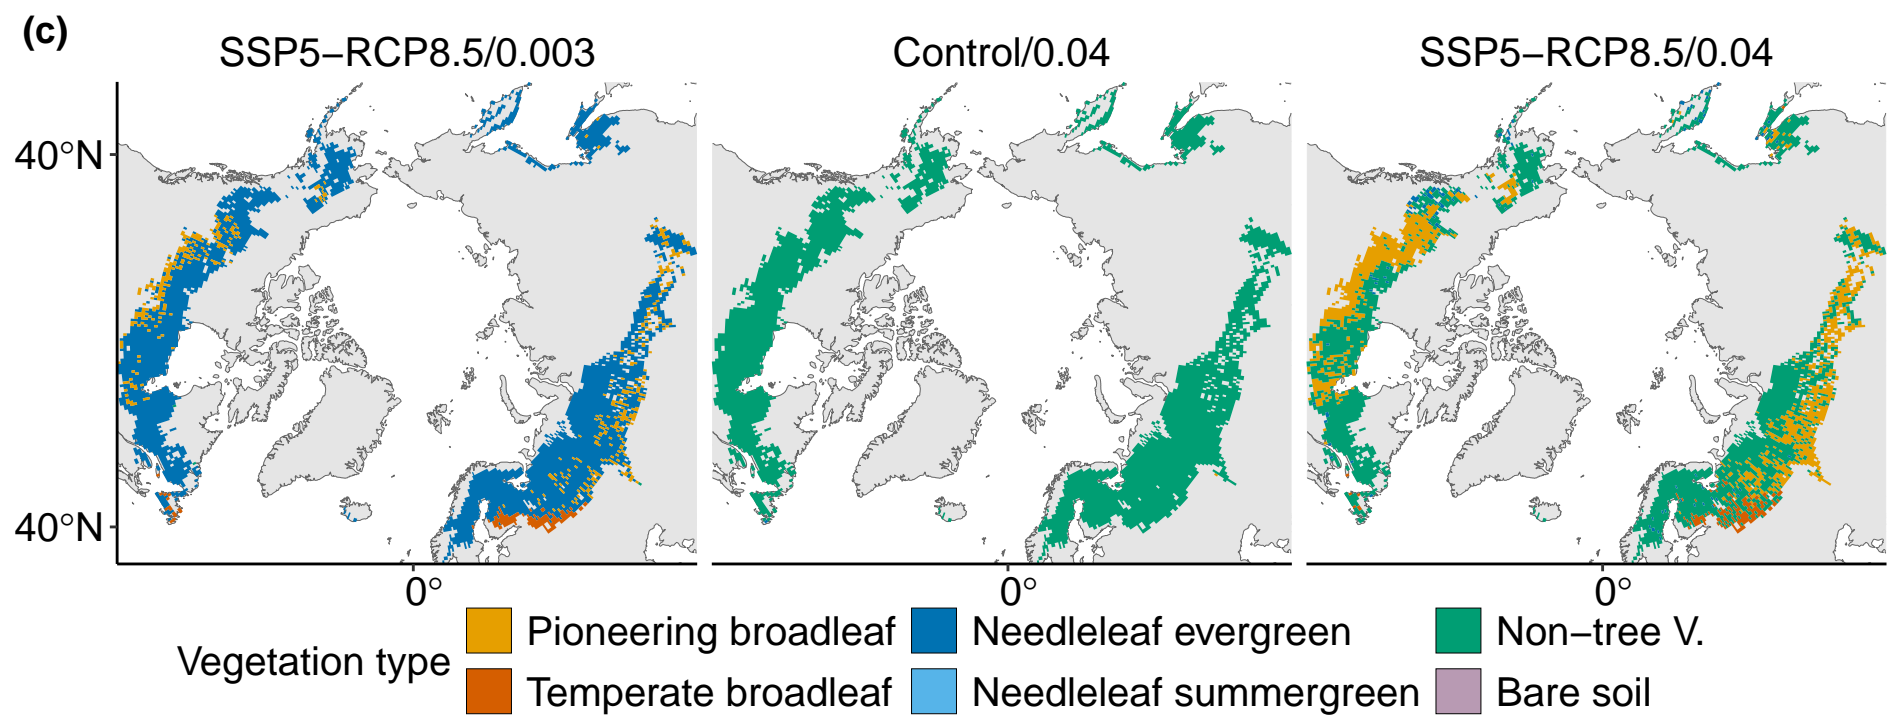 (c)
SSP5−RCP8.5/0.003
Control/0.04
SSP5−RCP8.5/0.04
40°N
40°N
0°
0°
0°
Vegetation type
Pioneering broadleaf
Needleleaf evergreen
Non−tree V.
Temperate broadleaf
Needleleaf summergreen
Bare soil